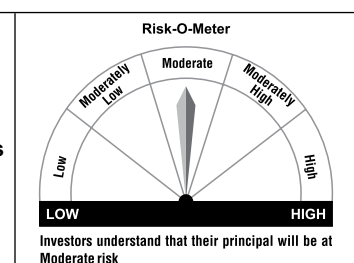 Risk-O-Meter
Moderate
Moderately
Low
Moderately
High
Low
High
LOW HIGH
Investors understand that their principal will be at
Moderate risk